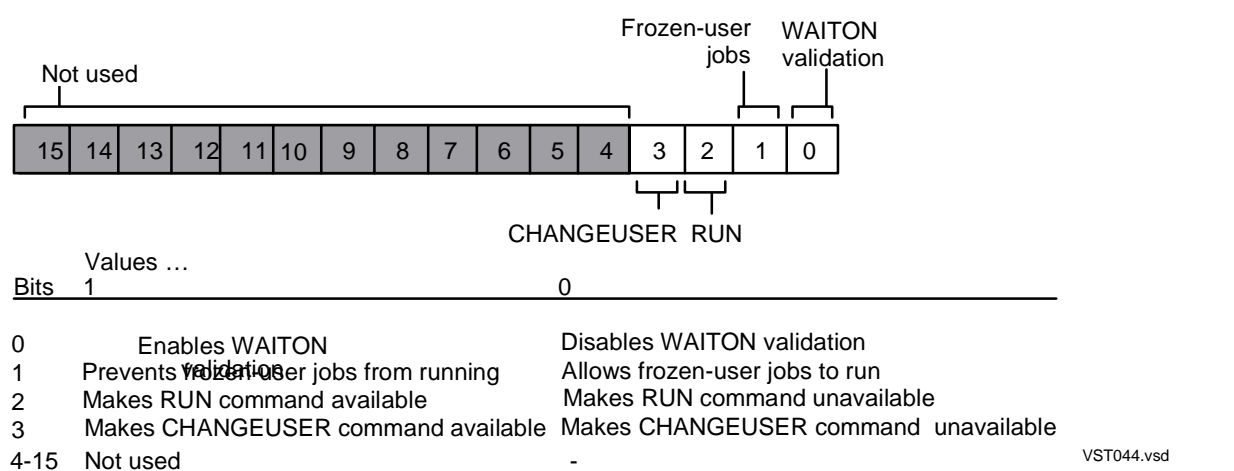 Frozen-user WAITON
jobs validation
Not used
15 14 13 12 11 10 9 8 7 6 5 4 3 2 1 0
CHANGEUSER RUN
Values …
Bits 1 0
0 Enables WAITON Disables WAITON validation
validation
1 Prevents frozen-user jobs from running Allows frozen-user jobs to run
2 Makes RUN command available Makes RUN command unavailable
3 Makes CHANGEUSER command available Makes CHANGEUSER command unavailable
4-15 Not used -
VST044.vsd